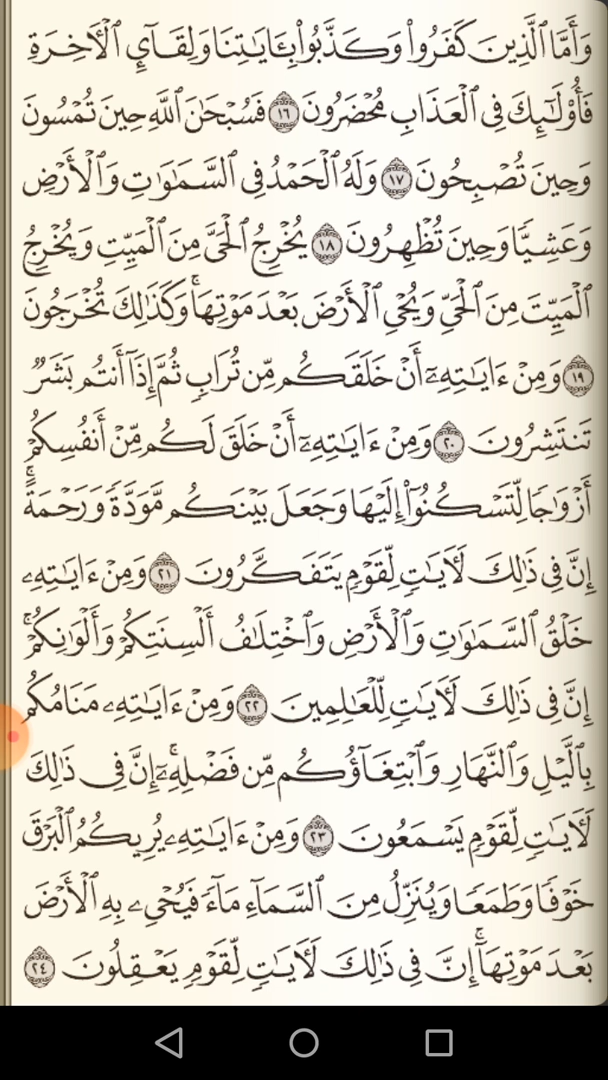 وَأَمَّا ٱلَّذِينَ كَفَرُواْ وَكَذَّبُواْ بِـَٔايَٰتِنَا وَلِقَآيِٕ ٱلْأٓخِرَةِ
فَأُوْلَٰٓئِكَ فِي ٱلْعَذَابِ مُحْضَرُونَ ١٦ فَسُبْحَٰنَ ٱللَّهِ حِينَ تُمْسُونَ
وَحِينَ تُصْبِحُونَ ١٧ وَلَهُ ٱلْحَمْدُ فِي ٱلسَّمَٰوَٰتِ وَٱلْأَرْضِ
وَعَشِيّٗا وَحِينَ تُظْهِرُونَ ١٨ يُخْرِجُ ٱلْحَيَّ مِنَ ٱلْمَيِّتِ وَيُخْرِجُ
ٱلْمَيِّتَ مِنَ ٱلْحَيِّ وَيُحْيِ ٱلْأَرْضَ بَعْدَ مَوْتِهَاۚ وَكَذَٰلِكَ تُخْرَجُونَ
١٩ وَمِنْ ءَايَٰتِهِۦٓ أَنْ خَلَقَكُم مِّن تُرَابٖ ثُمَّ إِذَآ أَنتُم بَشَرٞ
تَنتَشِرُونَ ٢٠ وَمِنْ ءَايَٰتِهِۦٓ أَنْ خَلَقَ لَكُم مِّنْ أَنفُسِكُمْ
أَزْوَٰجٗا لِّتَسْكُنُوٓاْ إِلَيْهَا وَجَعَلَ بَيْنَكُم مَّوَدَّةٗ وَرَحْمَةًۚ
إِنَّ فِي ذَٰلِكَ لَأٓيَٰتٖ لِّقَوْمٖ يَتَفَكَّرُونَ ٢١ وَمِنْ ءَايَٰتِهِۦ
خَلْقُ ٱلسَّمَٰوَٰتِ وَٱلْأَرْضِ وَٱخْتِلَٰفُ أَلْسِنَتِكُمْ وَأَلْوَٰنِكُمْۚ
إِنَّ فِي ذَٰلِكَ لَأٓيَٰتٖ لِّلْعَٰلِمِينَ ٢٢ وَمِنْ ءَايَٰتِهِۦ مَنَامُكُم
بِٱلَّيْلِ وَٱلنَّهَارِ وَٱبْتِغَآؤُكُم مِّن فَضْلِهِۦٓۚ إِنَّ فِي ذَٰلِكَ
لَأٓيَٰتٖ لِّقَوْمٖ يَسْمَعُونَ ٢٣ وَمِنْ ءَايَٰتِهِۦ يُرِيكُمُ ٱلْبَرْقَ
خَوْفٗا وَطَمَعٗا وَيُنَزِّلُ مِنَ ٱلسَّمَآءِ مَآءٗ فَيُحْيِۦ بِهِ ٱلْأَرْضَ
بَعْدَ مَوْتِهَآۚ إِنَّ فِي ذَٰلِكَ لَأٓيَٰتٖ لِّقَوْمٖ يَعْقِلُونَ ٢٤